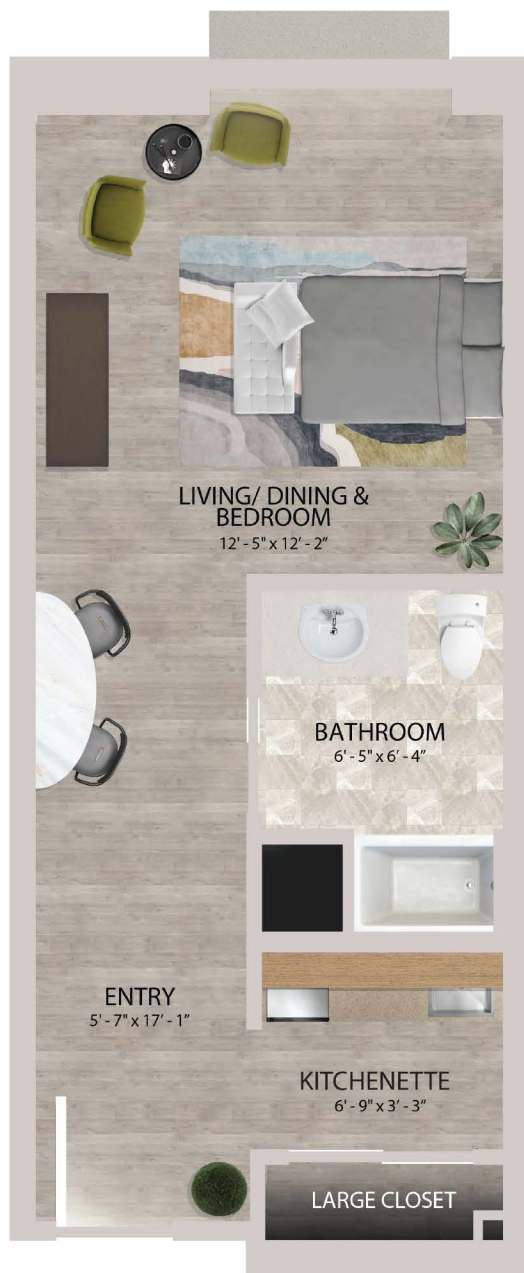 LIVING/ DINING &
BEDROOM
12' - 5" x 12' - 2"
BATHROOM
6' - 5" x 6' - 4"
ENTRY
5' - 7" x 17' - 1"
KITCHENETTE
6' - 9" x 3' - 3"
LARGE CLOSET